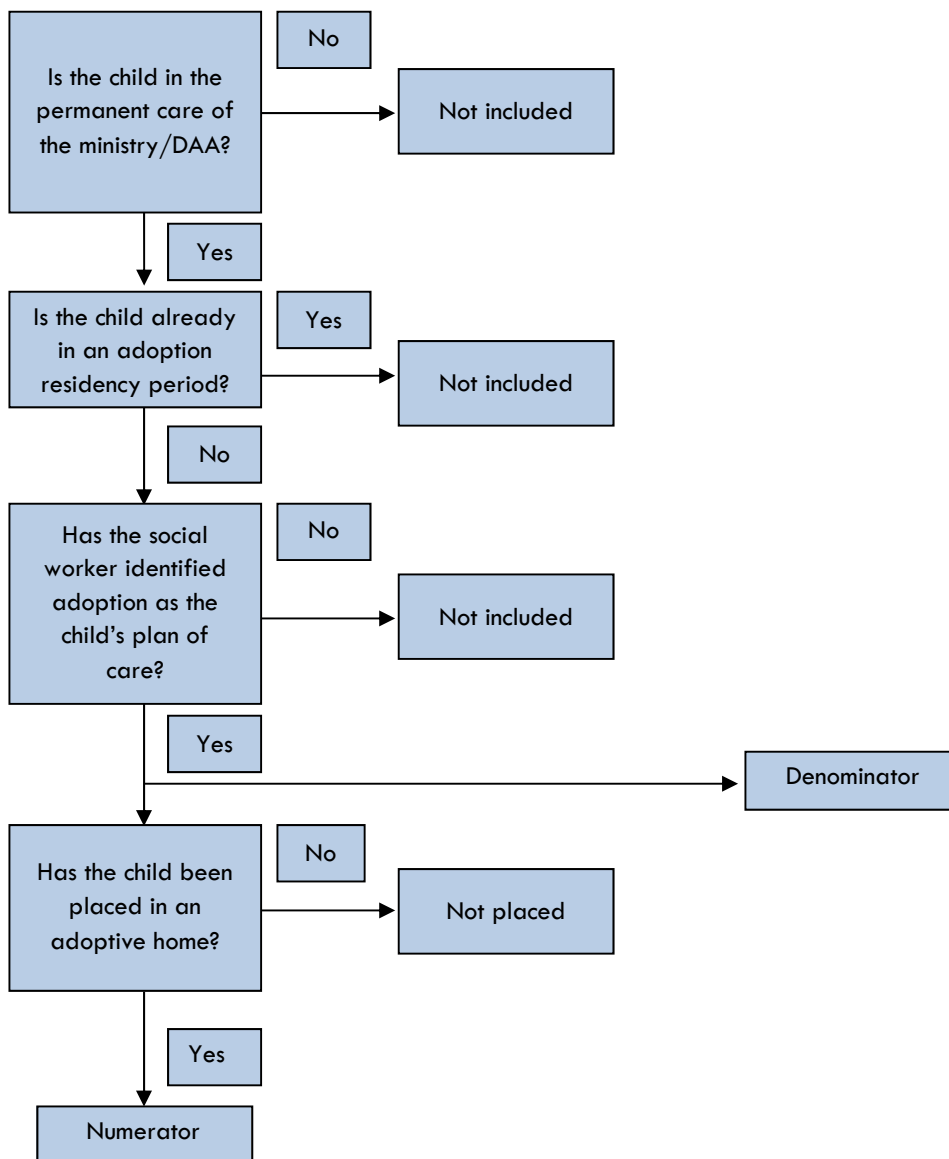 No
Is the child in the
permanent care of
the ministry/DAA?
Not included
Yes
Is the child already
in an adoption
residency period?
Yes
Not included
No
Has the social
worker identified
adoption as the
child’s plan of
care?
No
Not included
Yes
Denominator
Has the child been
placed in an
adoptive home?
No
Not placed
Yes
Numerator